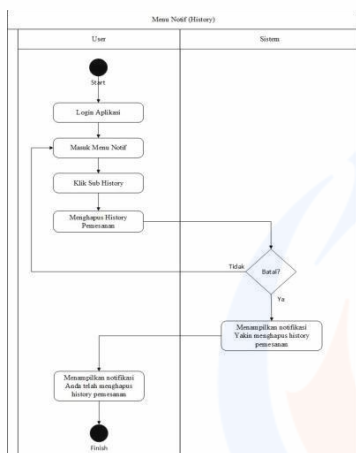 Menu Notif (History)
User
Sistem
Start
Login Aplikasi
Masuk Menu Notif
Klik Sub History
Menghapus History
Pemesanan
Tidak
Batal?
Ya
Menampilkan notifikasi
Yakin menghapus history
pemesanan
Menampilkan notifikasi
Anda telah menghapus
history pemesanan
Finish